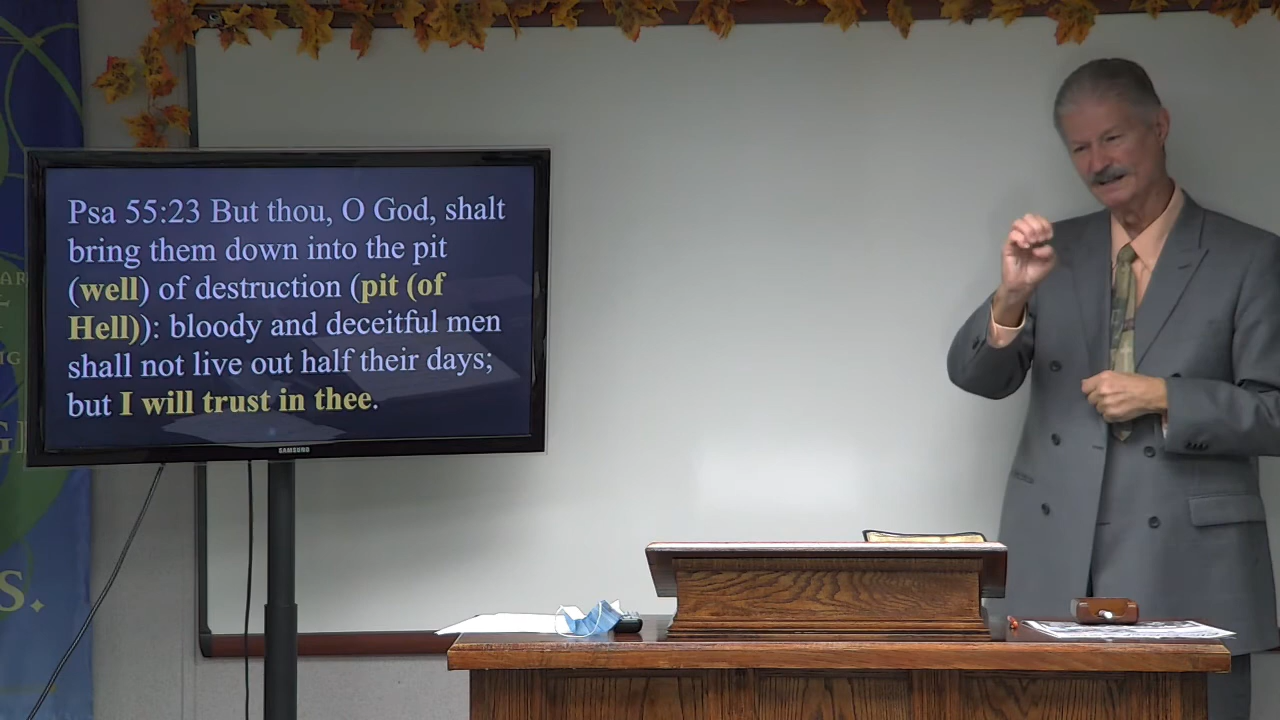 Psa 55:23 But thou, O God, shalt
bring them down into the pit
(well) of destruction (pit (of
Hell)): bloody and deceitful men
shall not live out half their days;
but I will trust in thee.
SAMSUNG
s.